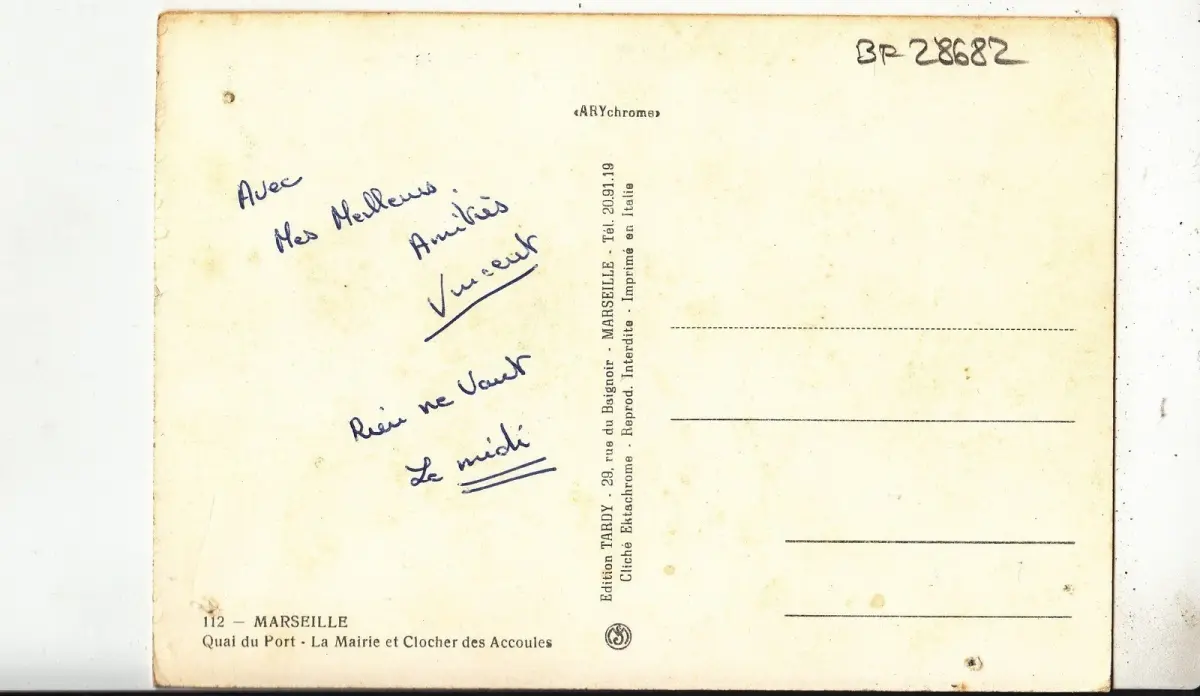 BF 28682
«ARYchrome»
Avec
Mes Meilleurs
Amitiés
Vincent
Rien ne Vaut
Le midi
Edition TARDY - 29, rue du Baignoir - MARSEILLE - Tél. 20.91.19
Cliché Ektachrome - Reprod. Interdite - Imprimé en Italie
112 — MARSEILLE
Quai du Port - La Mairie et Clocher des Accoules